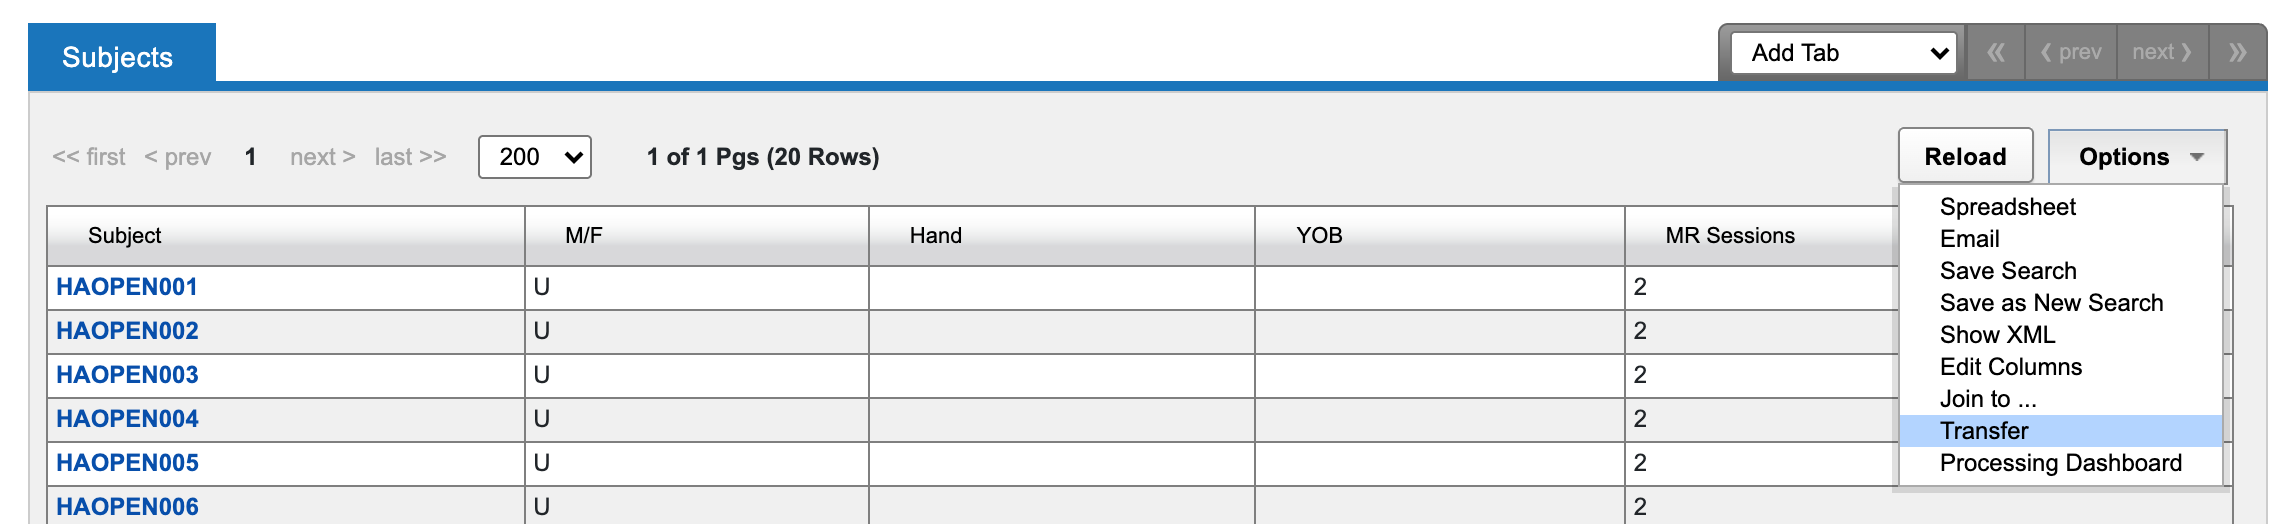 Subjects
Add Tab « ❮ prev next ❯ »
<< first < prev 1 next > last >> 200 1 of 1 Pgs (20 Rows) Reload Options
Subject M/F Hand YOB MR Sessions
HAOPEN001 U 2
HAOPEN002 U 2
HAOPEN003 U 2
HAOPEN004 U 2
HAOPEN005 U 2
HAOPEN006 U 2
Spreadsheet
Email
Save Search
Save as New Search
Show XML
Edit Columns
Join to ...
Transfer
Processing Dashboard